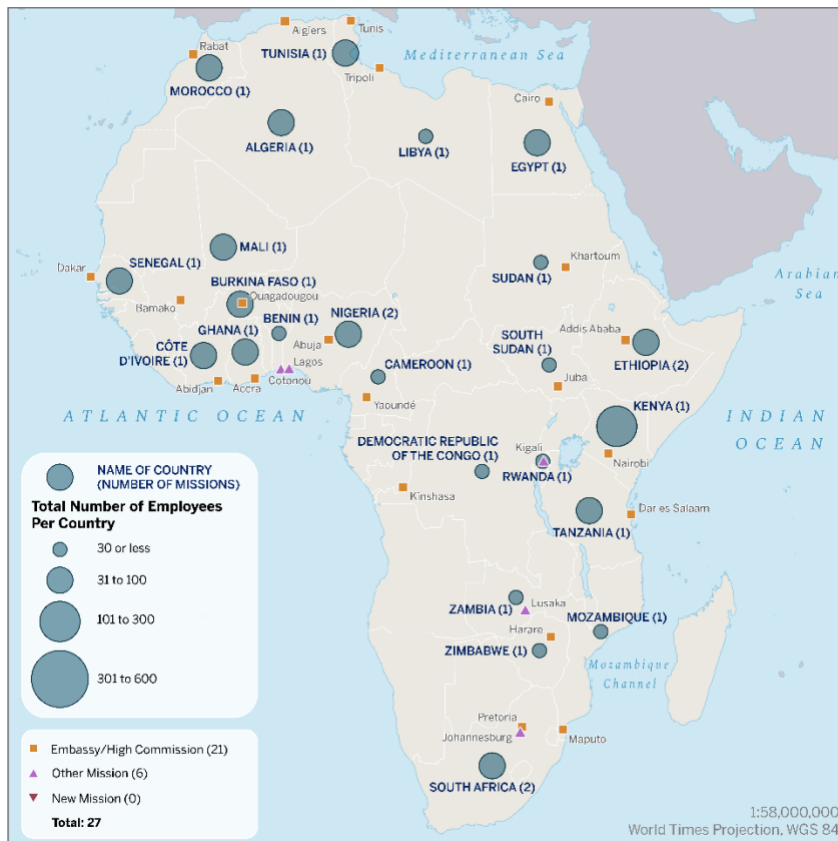 Algiers
Tunis
Rabat
TUNISIA (1)
Mediterranean Sea
MOROCCO (1)
Tripoli
Cairo
ALGERIA (1)
LIBYA (1)
EGYPT (1)
MALI (1)
Dakar
SENEGAL (1)
SUDAN (1)
Khartoum
Arabian
Sea
BURKINA FASO (1)
Ouagadougou
Bamako
BENIN (1)
NIGERIA (2)
GHANA (1)
Abuja
CÔTE
D'IVOIRE (1)
SOUTH
SUDAN (1)
Addis Ababa
ETHIOPIA (2)
Lagos
Cotonou
CAMEROON (1)
Juba
Abidjan
Accra
Yaoundé
KENYA (1)
ATLANTIC OCEAN
INDIAN
OCEAN
DEMOCRATIC REPUBLIC
OF THE CONGO (1)
Kigali
RWANDA (1)
Nairobi
Kinshasa
Dar es Salaam
TANZANIA (1)
ZAMBIA (1)
Lusaka
MOZAMBIQUE (1)
Harare
ZIMBABWE (1)
Mozambique
Channel
Pretoria
Johannesburg
Maputo
SOUTH AFRICA (2)
NAME OF COUNTRY
(NUMBER OF MISSIONS)
Total Number of Employees
Per Country
30 or less
31 to 100
101 to 300
301 to 600
Embassy/High Commission (21)
Other Mission (6)
New Mission (0)
Total: 27
1:58,000,000
World Times Projection, WGS 84